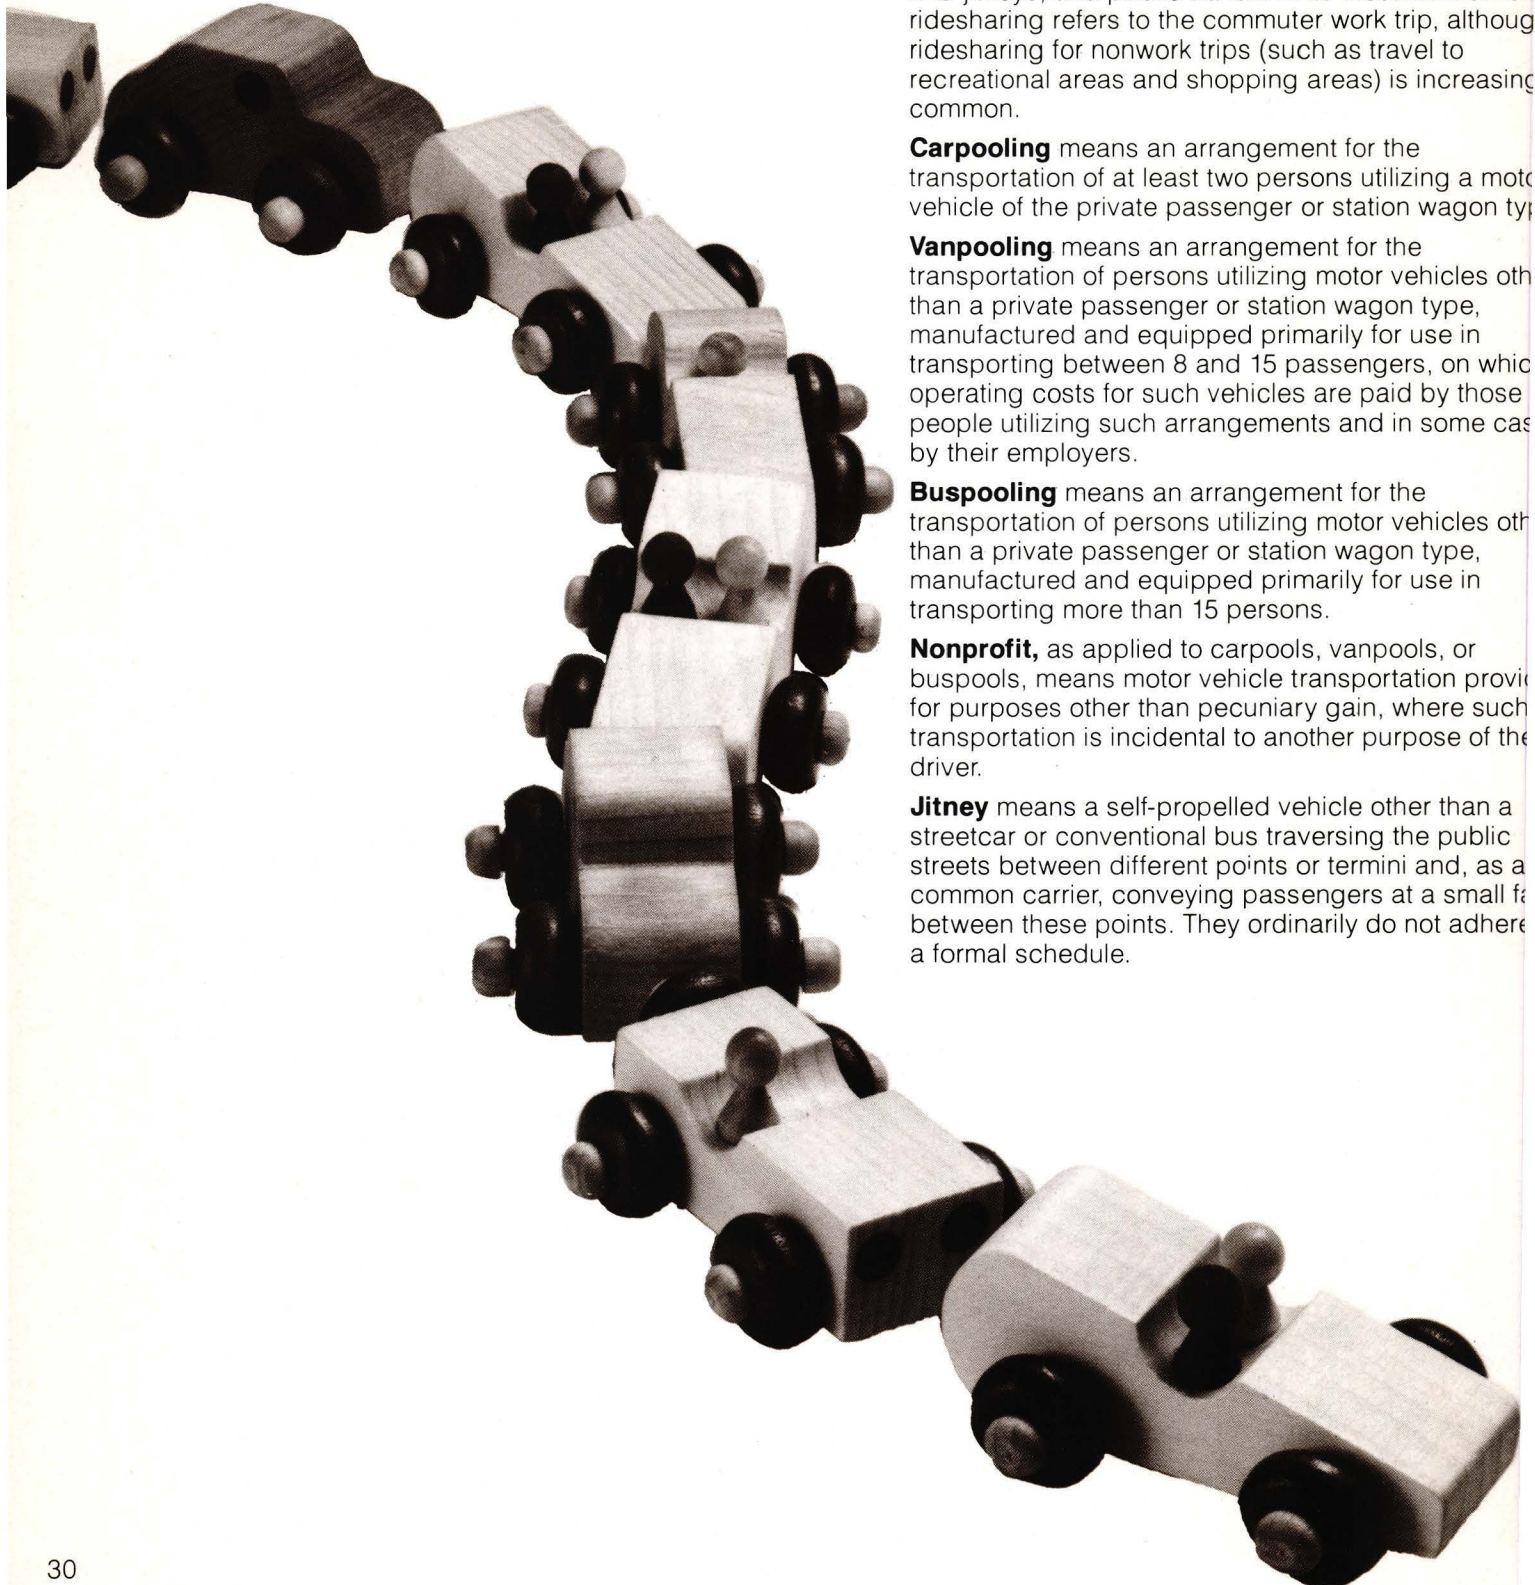 ridesharing refers to the commuter work trip, althoug
ridesharing for nonwork trips (such as travel to
recreational areas and shopping areas) is increasing
common.
Carpooling means an arrangement for the
transportation of at least two persons utilizing a moto
vehicle of the private passenger or station wagon typ
Vanpooling means an arrangement for the
transportation of persons utilizing motor vehicles oth
than a private passenger or station wagon type,
manufactured and equipped primarily for use in
transporting between 8 and 15 passengers, on whic
operating costs for such vehicles are paid by those
people utilizing such arrangements and in some cas
by their employers.
Buspooling means an arrangement for the
transportation of persons utilizing motor vehicles oth
than a private passenger or station wagon type,
manufactured and equipped primarily for use in
transporting more than 15 persons.
Nonprofit, as applied to carpools, vanpools, or
buspools, means motor vehicle transportation provi
for purposes other than pecuniary gain, where such
transportation is incidental to another purpose of the
driver.
Jitney means a self-propelled vehicle other than a
streetcar or conventional bus traversing the public
streets between different points or termini and, as a
common carrier, conveying passengers at a small fa
between these points. They ordinarily do not adhere
a formal schedule.
30